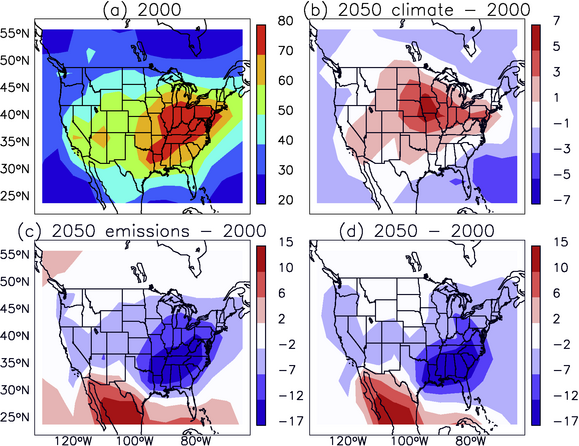 (a) 2000
(b) 2050 climate − 2000
55°N
50°N
45°N
40°N
35°N
30°N
25°N
80
70
60
50
40
30
20
7
5
3
1
−1
−3
−5
−7
(c) 2050 emissions − 2000
(d) 2050 − 2000
55°N
50°N
45°N
40°N
35°N
30°N
25°N
15
10
6
2
−2
−7
−12
−17
15
10
6
2
−2
−7
−12
−17
120°W 100°W 80°W
120°W 100°W 80°W